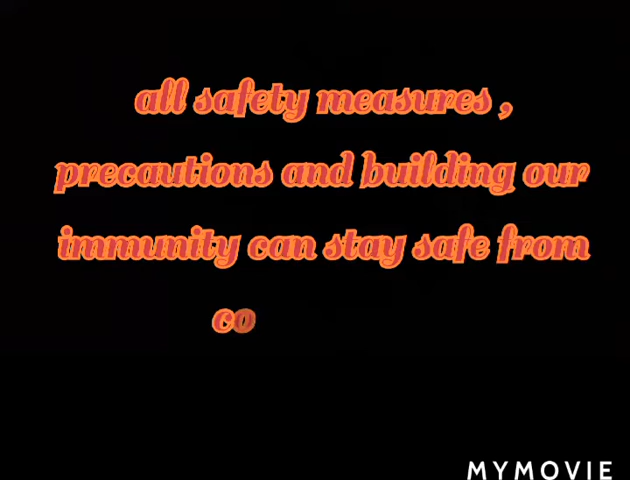 all safety measures ,
precautions and building our
immunity can stay safe from
co
MYMOVIE